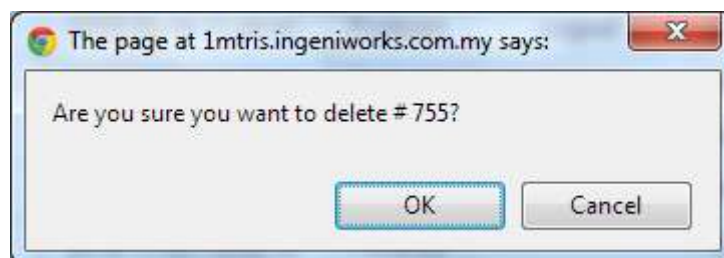 The page at 1mtris.ingeniworks.com.my says:
Are you sure you want to delete # 755?
OK Cancel